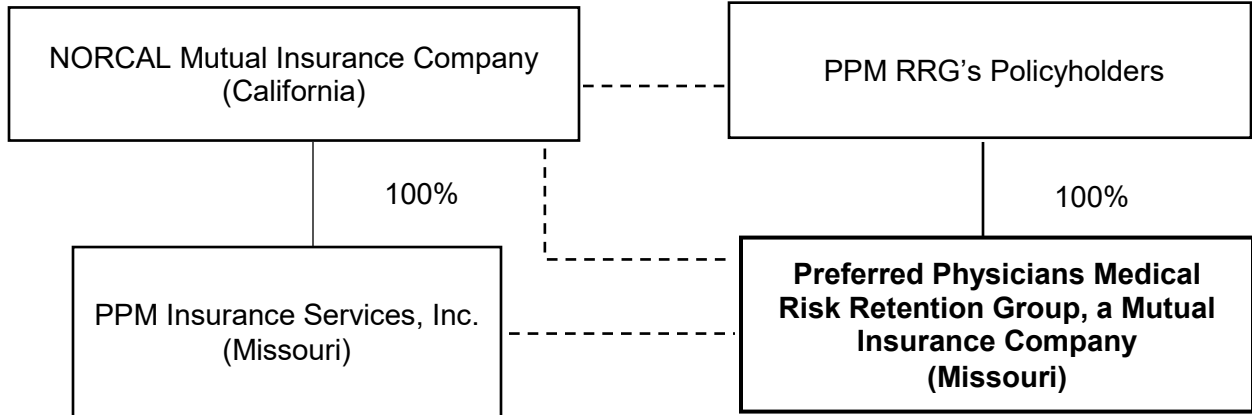 NORCAL Mutual Insurance Company
(California)
PPM RRG’s Policyholders
100%
100%
PPM Insurance Services, Inc.
(Missouri)
Preferred Physicians Medical
Risk Retention Group, a Mutual
Insurance Company
(Missouri)